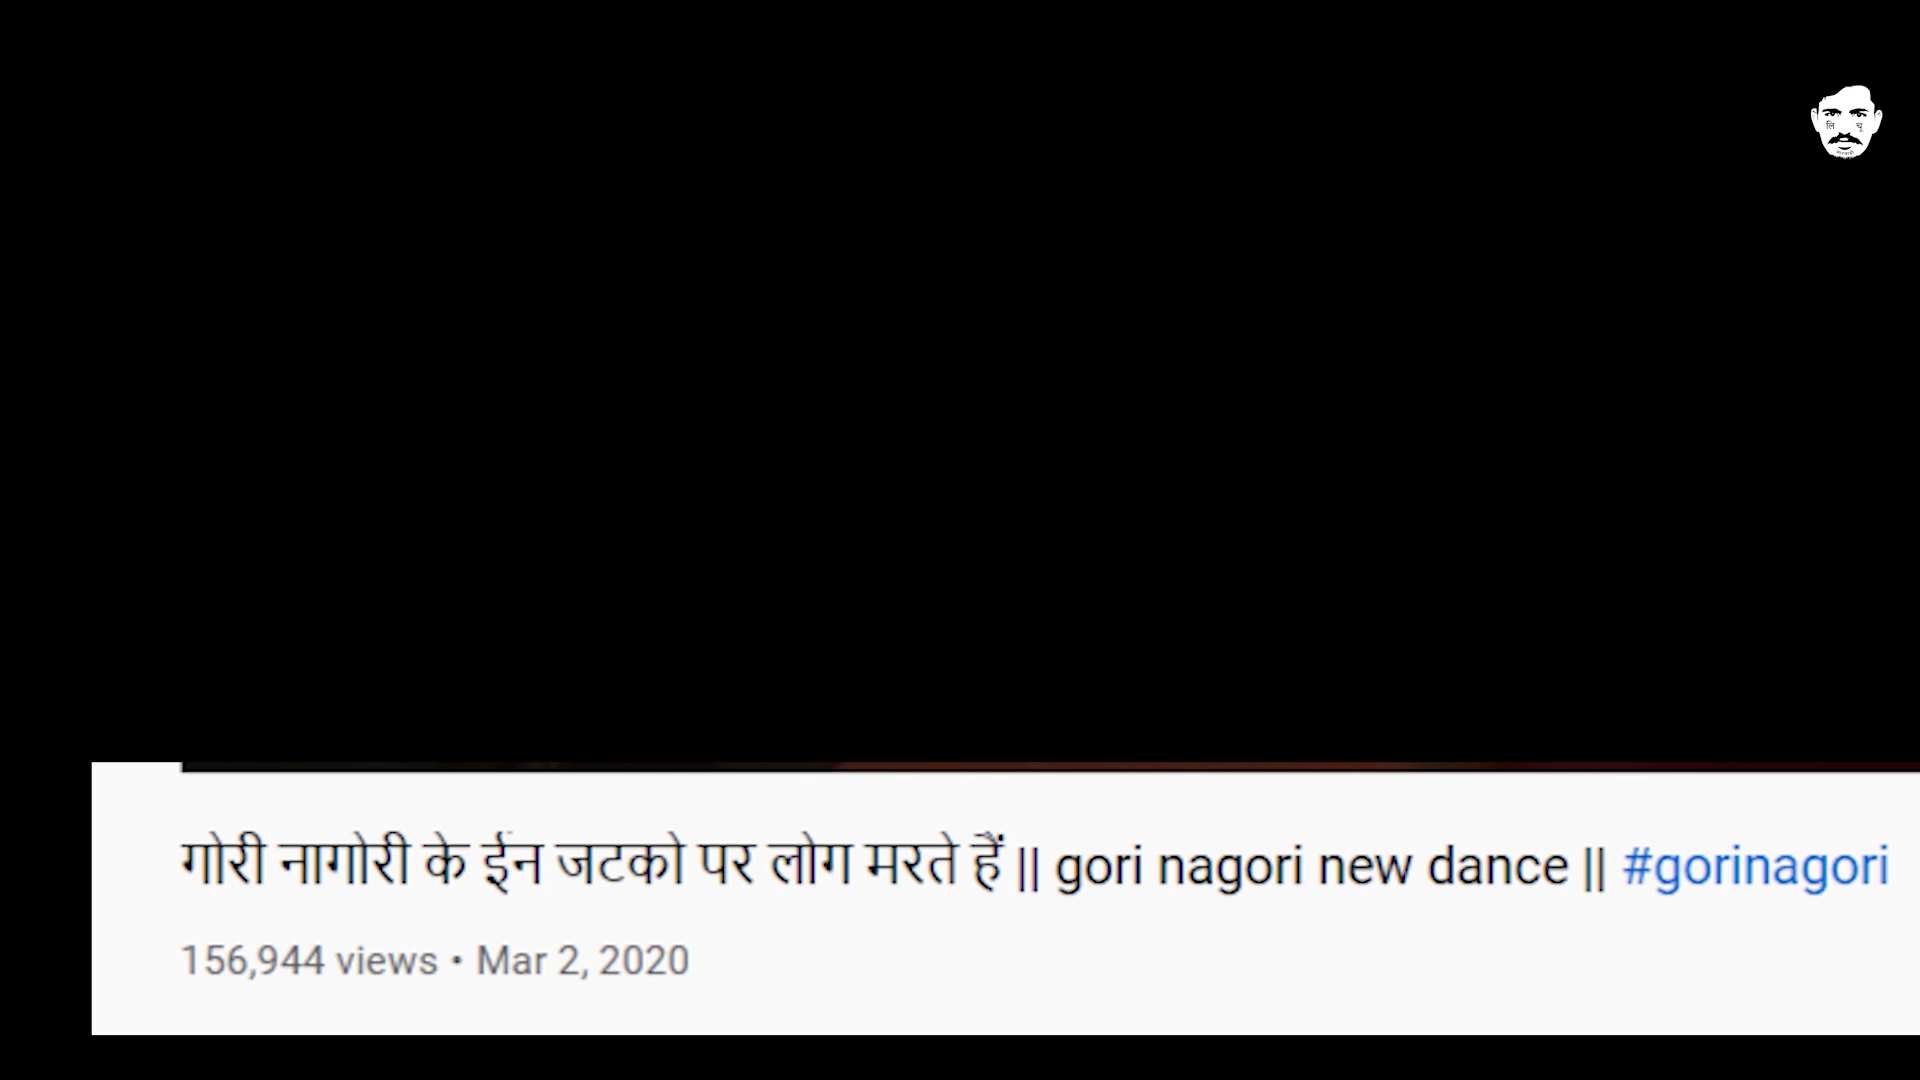 लि चू
गोरी नागोरी के ईन जटको पर लोग मरते हैं || gori nagori new dance || #gorinagori
156,944 views • Mar 2, 2020